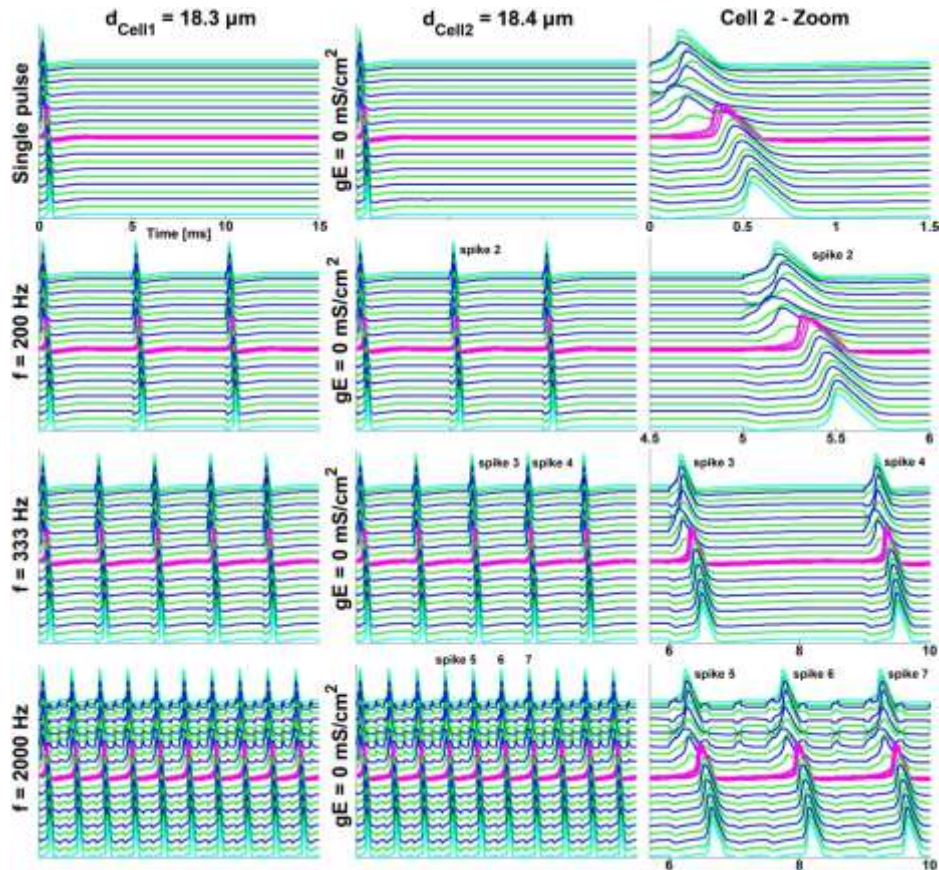 d_Cell1 = 18.3 µm
d_Cell2 = 18.4 µm
Cell 2 - Zoom
Single pulse
gE = 0 mS/cm²
0 5 10 15
Time [ms]
0 0.5 1 1.5
f = 200 Hz
gE = 0 mS/cm²
spike 2
spike 2
4.5 5 5.5 6
f = 333 Hz
gE = 0 mS/cm²
spike 3 spike 4
spike 3 spike 4
6 8 10
f = 2000 Hz
gE = 0 mS/cm²
spike 5 6 7
spike 5 spike 6 spike 7
6 8 10